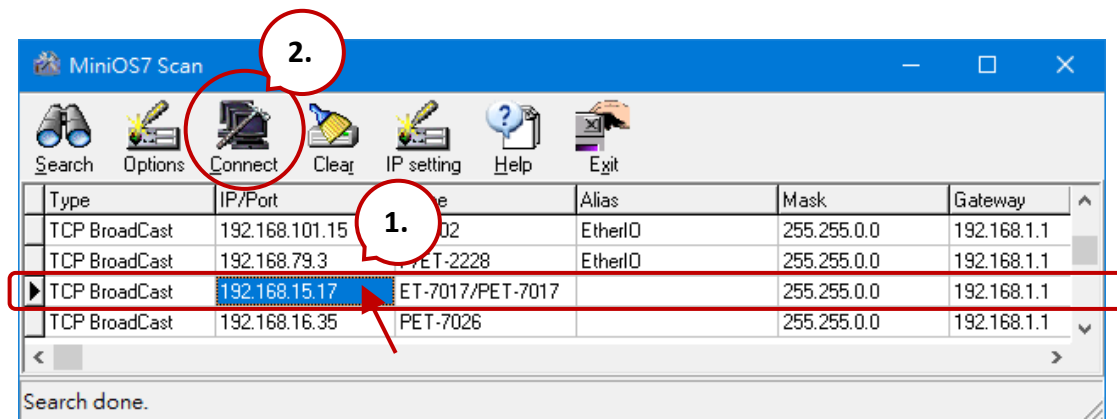 MiniOS7 Scan
2.
Search Options Connect Clear IP setting Help Exit
Type IP/Port Alias Mask Gateway
TCP BroadCast 192.168.101.15 EtherIO 255.255.0.0 192.168.1.1
1.
TCP BroadCast 192.168.79.3 EtherIO 255.255.0.0 192.168.1.1
TCP BroadCast 192.168.15.17 ET-7017/PET-7017 255.255.0.0 192.168.1.1
TCP BroadCast 192.168.16.35 PET-7026 255.255.0.0 192.168.1.1
Search done.